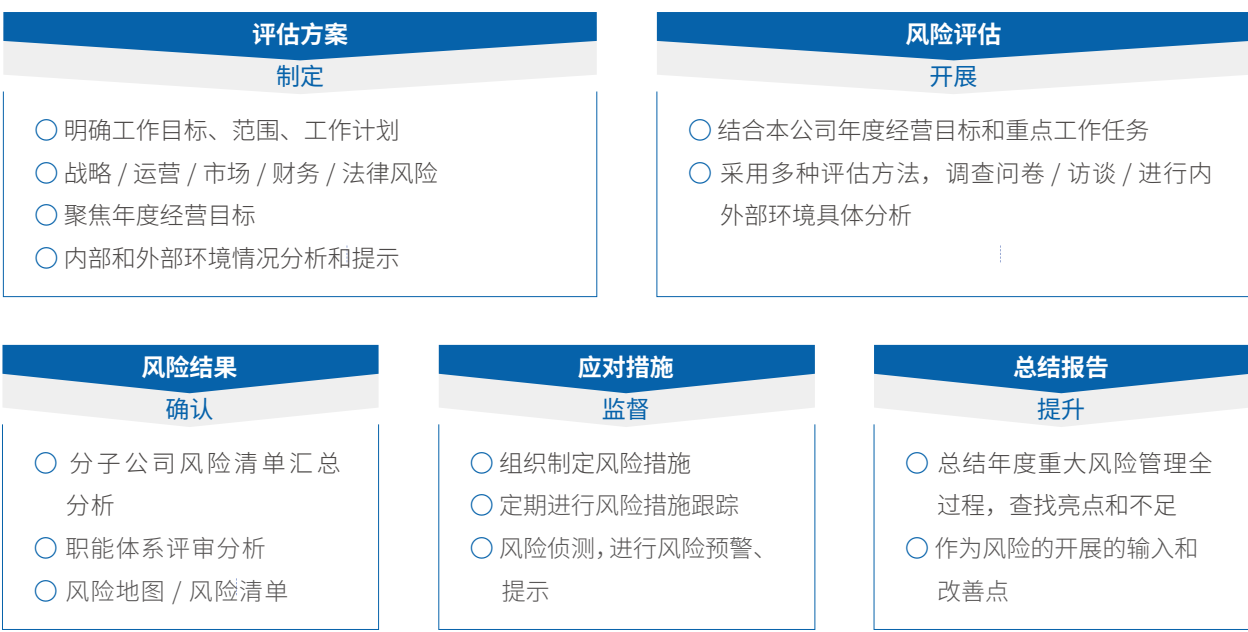 评估方案
制定
○ 明确工作目标、范围、工作计划
○ 战略 / 运营 / 市场 / 财务 / 法律风险
○ 聚焦年度经营目标
○ 内部和外部环境情况分析和提示
风险评估
开展
○ 结合本公司年度经营目标和重点工作任务
○ 采用多种评估方法，调查问卷 / 访谈 / 进行内
外部环境具体分析
风险结果
确认
○ 分子公司风险清单汇总
分析
○ 职能体系评审分析
○ 风险地图 / 风险清单
应对措施
监督
○ 组织制定风险措施
○ 定期进行风险措施跟踪
○ 风险侦测，进行风险预警、
提示
总结报告
提升
○ 总结年度重大风险管理全
过程，查找亮点和不足
○ 作为风险的开展的输入和
改善点